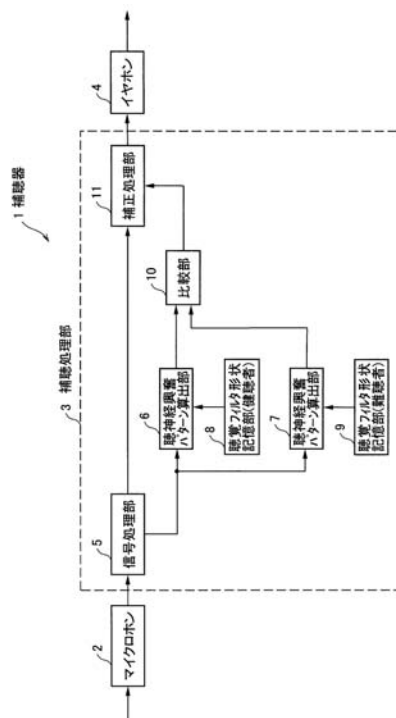 1 補聴器
3 補聴処理部
2
マイクロホン
5
信号処理部
6
聴神経興奮
パターン算出部
8
聴覚フィルタ形状
記憶部(健聴者)
7
聴神経興奮
パターン算出部
9
聴覚フィルタ形状
記憶部(難聴者)
10
比較部
11
補正処理部
4
イヤホン